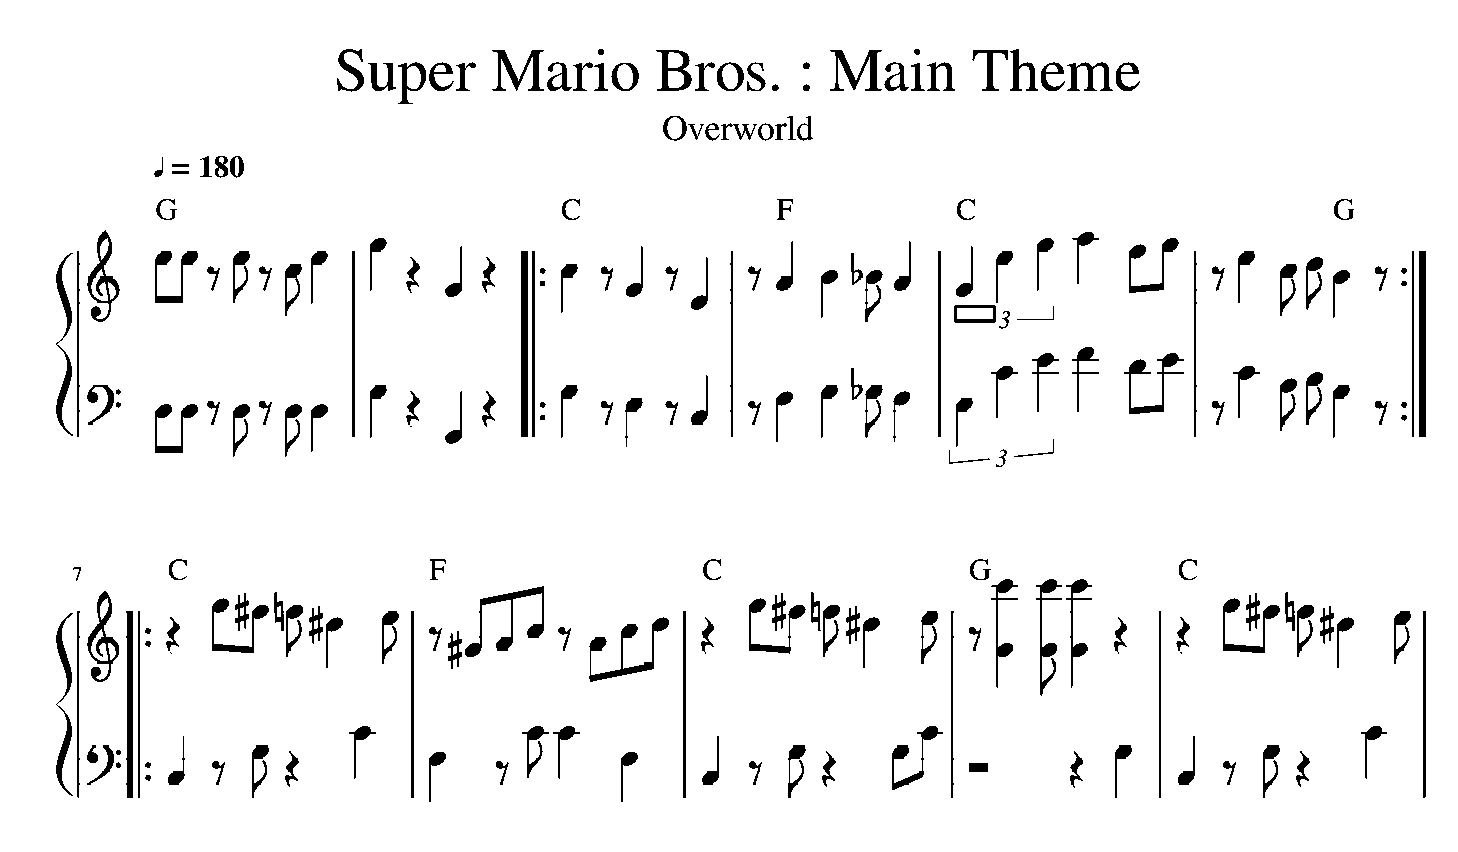 Super Mario Bros. : Main Theme
Overworld
♩ = 180
G C F C G
3
3
7 C F C G C